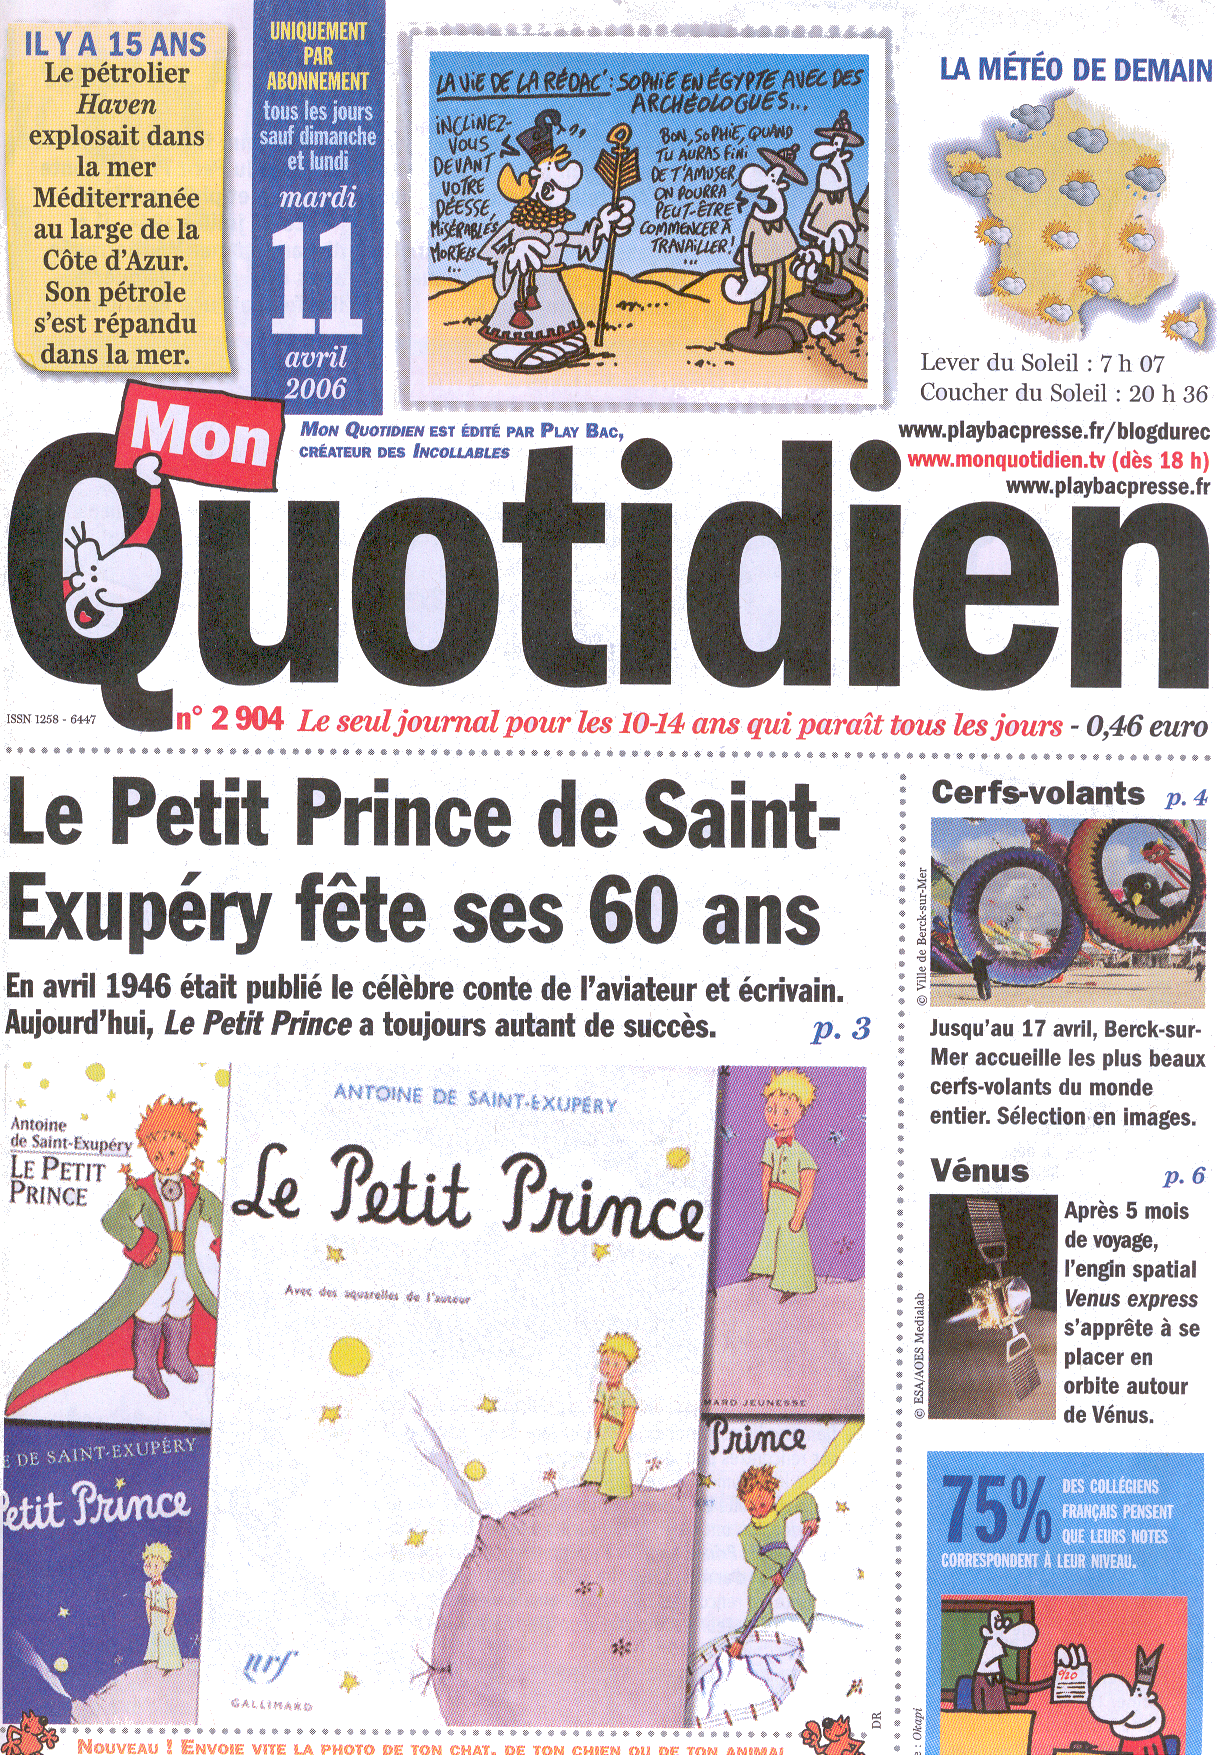 IL Y A 15 ANS
Le pétrolier
Haven
explosait dans
la mer
Méditerranée
au large de la
Côte d'Azur.
Son pétrole
s'est répandu
dans la mer.
UNIQUEMENT
PAR
ABONNEMENT
tous les jours
sauf dimanche
et lundi
mardi
11
avril
2006
LA VIE DE LA RÉDAC' : SOPHIE EN ÉGYPTE AVEC DES
ARCHÉOLOGUES...
INCLINEZ-
VOUS
DEVANT
VOTRE
DÉESSE,
MISÉRABLES
MORTELS
...
BON, SOPHIE, QUAND
TU AURAS FINI
DE T'AMUSER,
ON POURRA
PEUT-ÊTRE
COMMENCER À
TRAVAILLER !
...
LA MÉTÉO DE DEMAIN
Lever du Soleil : 7 h 07
Coucher du Soleil : 20 h 36
MON QUOTIDIEN EST ÉDITÉ PAR PLAY BAC,
CRÉATEUR DES INCOLLABLES
www.playbacpresse.fr/blogdurec
www.monquotidien.tv (dès 18 h)
www.playbacpresse.fr
Mon
Quotidien
ISSN 1258 - 6447
n° 2 904 Le seul journal pour les 10-14 ans qui paraît tous les jours - 0,46 euro
Le Petit Prince de Saint-
Exupéry fête ses 60 ans
En avril 1946 était publié le célèbre conte de l'aviateur et écrivain.
Aujourd'hui, Le Petit Prince a toujours autant de succès. p. 3
Antoine
de Saint-Exupéry
LE PETIT
PRINCE
ANTOINE DE SAINT-EXUPÉRY
Le Petit Prince
Avec des aquarelles de l'auteur
nrf
GALLIMARD
E DE SAINT-EXUPÉRY
Petit Prince
MARD JEUNESSE
Prince
DR
NOUVEAU ! ENVOIE VITE LA PHOTO DE TON CHAT, DE TON CHIEN OU DE TON ANIMAL
Cerfs-volants p. 4
© Ville de Berck-sur-Mer
Jusqu'au 17 avril, Berck-sur-
Mer accueille les plus beaux
cerfs-volants du monde
entier. Sélection en images.
Vénus p. 6
© ESA/AOES Medialab
Après 5 mois
de voyage,
l'engin spatial
Venus express
s'apprête à se
placer en
orbite autour
de Vénus.
75% DES COLLÉGIENS
FRANÇAIS PENSENT
QUE LEURS NOTES
CORRESPONDENT À LEUR NIVEAU.
9/20
e : Okapi